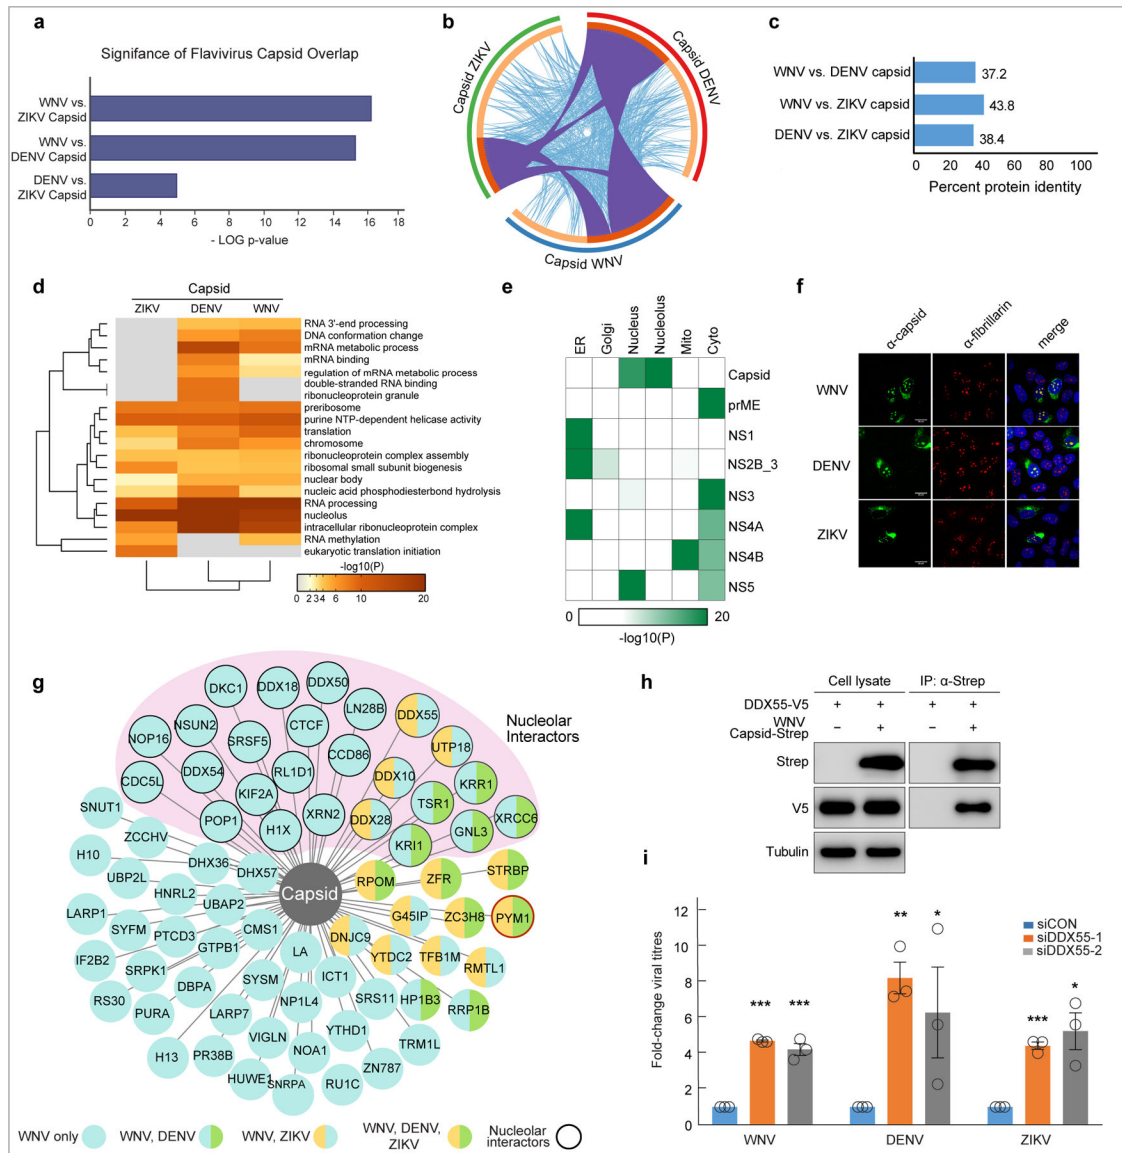 a
Signifance of Flavivirus Capsid Overlap
WNV vs.
ZIKV Capsid
WNV vs.
DENV Capsid
DENV vs.
ZIKV Capsid
0 2 4 6 8 10 12 14 16 18
- LOG p-value
b
Capsid ZIKV
Capsid DENV
Capsid WNV
c
WNV vs. DENV capsid 37.2
WNV vs. ZIKV capsid 43.8
DENV vs. ZIKV capsid 38.4
0 20 40 60 80 100
Percent protein identity
d
Capsid
ZIKV DENV WNV
RNA 3'-end processing
DNA conformation change
mRNA metabolic process
mRNA binding
regulation of mRNA metabolic process
double-stranded RNA binding
ribonucleoprotein granule
preribosome
purine NTP-dependent helicase activity
translation
chromosome
ribonucleoprotein complex assembly
ribosomal small subunit biogenesis
nuclear body
nucleic acid phosphodiesterbond hydrolysis
RNA processing
nucleolus
intracellular ribonucleoprotein complex
RNA methylation
eukaryotic translation initiation
-log10(P)
0 2 3 4 6 10 20
e
ER Golgi Nucleus Nucleolus Mito Cyto
Capsid
prME
NS1
NS2B_3
NS3
NS4A
NS4B
NS5
0 20
-log10(P)
f
α-capsid α-fibrillarin merge
WNV
DENV
ZIKV
g
Nucleolar
Interactors
DKC1 DDX18 DDX50
NSUN2 CTCF LN28B DDX55
NOP16 SRSF5 CCD86 UTP18
CDC5L DDX54 RL1D1 DDX10 KRR1
KIF2A XRN2 TSR1 XRCC6
SNUT1 POP1 H1X DDX28 GNL3
ZCCHV KRI1
H10 DHX36 DHX57 Capsid RPOM ZFR STRBP
UBP2L HNRL2 UBAP2 G45IP ZC3H8 PYM1
LARP1 SYFM PTCD3 GTPB1 CMS1 DNJC9
IF2B2 SRPK1 DBPA SYSM LA YTDC2 TFB1M RMTL1
RS30 PURA LARP7 NP1L4 ICT1 SRS11 HP1B3 RRP1B
H13 PR38B VIGLN NOA1 YTHD1 TRM1L
HUWE1 SNRPA RU1C ZN787
WNV only WNV, DENV WNV, ZIKV WNV, DENV,
ZIKV Nucleolar
interactors
h
Cell lysate IP: α-Strep
DDX55-V5 + + + +
WNV
Capsid-Strep - + - +
Strep
V5
Tubulin
i
Fold-change viral titres
12
10
8
6
4
2
0
*** *** ** * *** *
siCON
siDDX55-1
siDDX55-2
WNV DENV ZIKV